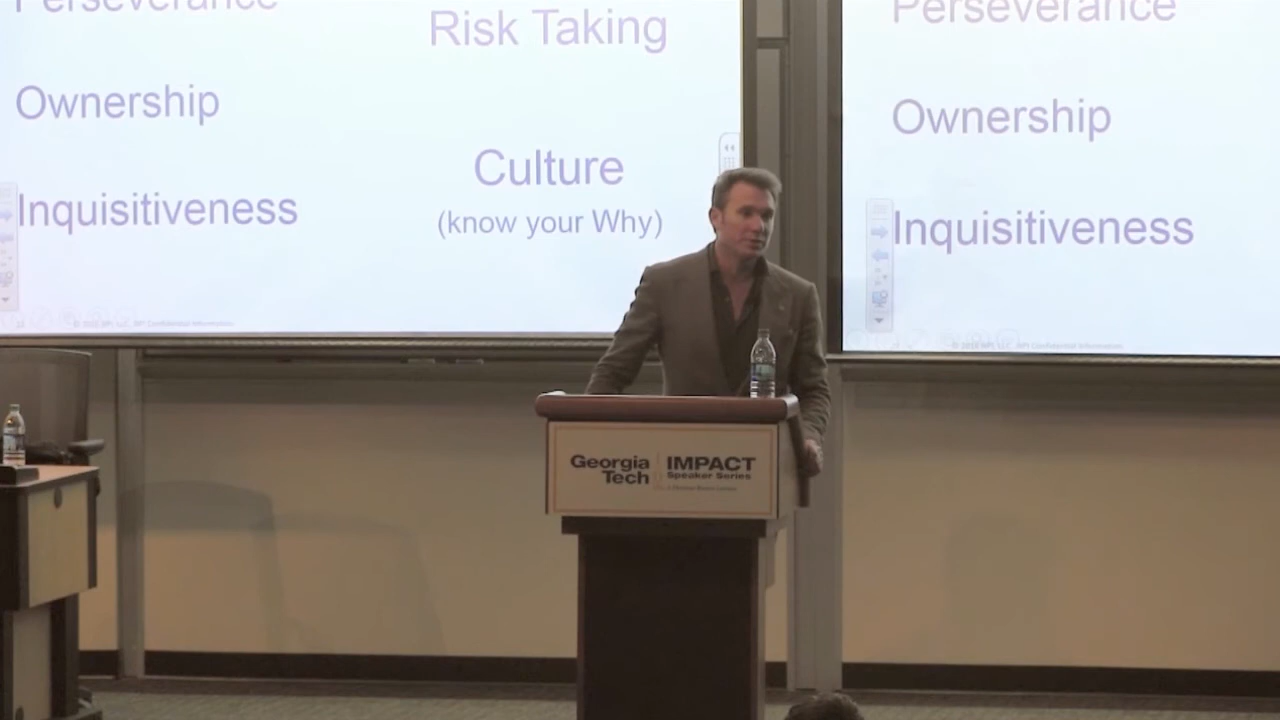 Perseverance
Risk Taking
Ownership
Culture
(know your Why)
Inquisitiveness
Perseverance
Ownership
Inquisitiveness
Georgia
Tech
IMPACT
Speaker Series